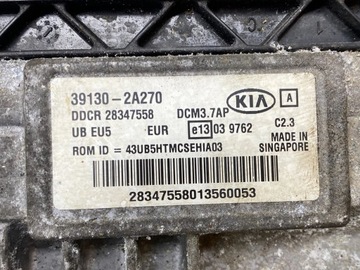 39130-2A270
DDCR 28347558 DCM3.7AP KIA A
UB EU5 EUR e13 03 9762 C2.3
ROM ID = 43UB5HTMCSEHIA03 MADE IN
SINGAPORE
28347558013560053